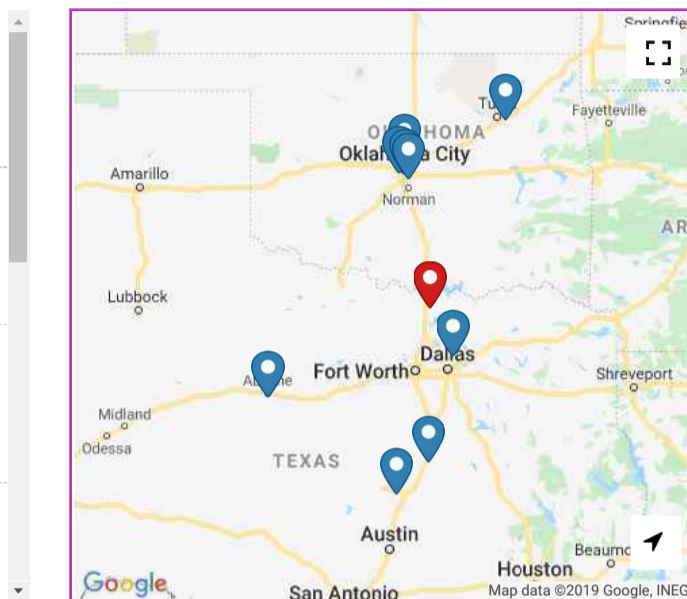 Tu
Fayetteville
OKLAHOMA
Oklahoma City
Amarillo
Norman
AR
Lubbock
Dallas
Fort Worth
Shreveport
Midland
Odessa
TEXAS
Austin
Beaumo
Houston
Google
San Antonio
Map data ©2019 Google, INEG